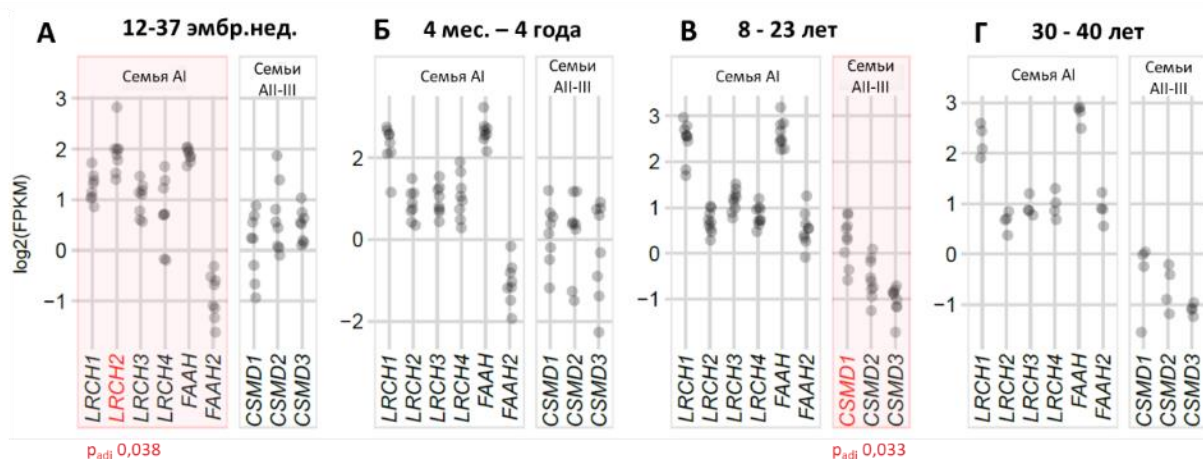 А 12-37 эмбр.нед.
Семья AI
Семьи
AII-III
log2(FPKM)
3
2
1
0
−1
LRCH1
LRCH2
LRCH3
LRCH4
FAAH
FAAH2
CSMD1
CSMD2
CSMD3
p adj 0,038
Б 4 мес. – 4 года
Семья AI
Семьи
AII-III
2
0
−2
LRCH1
LRCH2
LRCH3
LRCH4
FAAH
FAAH2
CSMD1
CSMD2
CSMD3
В 8 - 23 лет
Семья AI
Семьи
AII-III
3
2
1
0
−1
LRCH1
LRCH2
LRCH3
LRCH4
FAAH
FAAH2
CSMD1
CSMD2
CSMD3
p adj 0,033
Г 30 - 40 лет
Семья AI
Семьи
AII-III
3
2
1
0
−1
LRCH1
LRCH2
LRCH3
LRCH4
FAAH
FAAH2
CSMD1
CSMD2
CSMD3